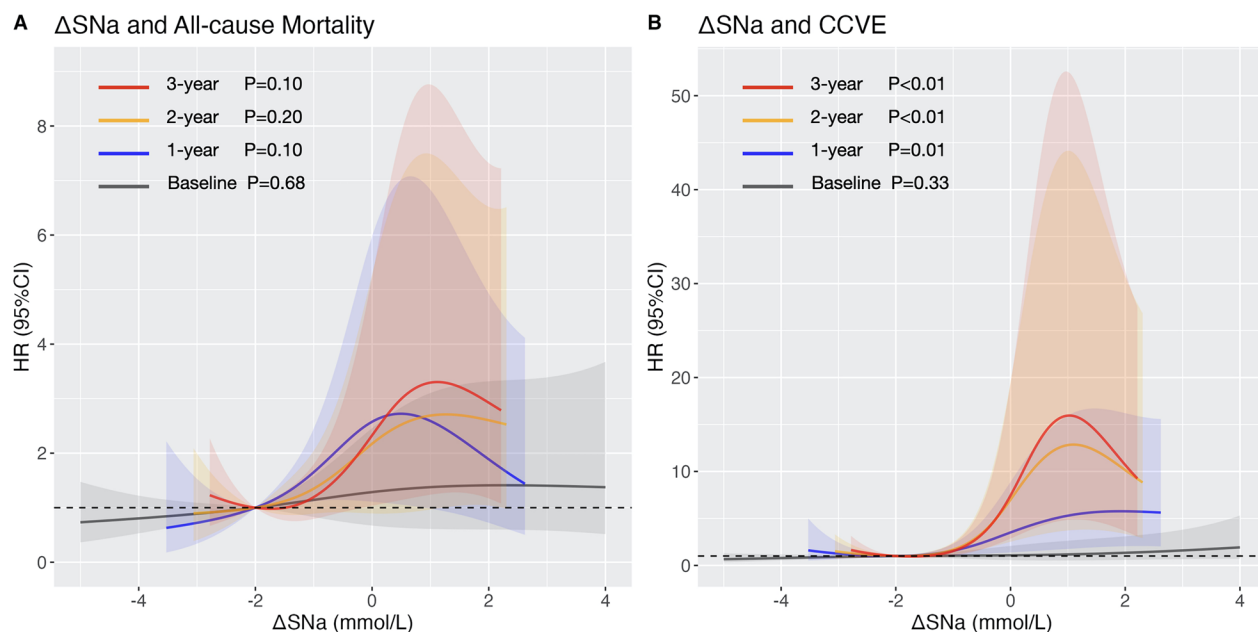 A ΔSNa and All-cause Mortality
3-year P=0.10
2-year P=0.20
1-year P=0.10
Baseline P=0.68
HR (95%CI)
8
6
4
2
0
-4 -2 0 2 4
ΔSNa (mmol/L)
B ΔSNa and CCVE
3-year P<0.01
2-year P<0.01
1-year P=0.01
Baseline P=0.33
HR (95%CI)
50
40
30
20
10
0
-4 -2 0 2 4
ΔSNa (mmol/L)